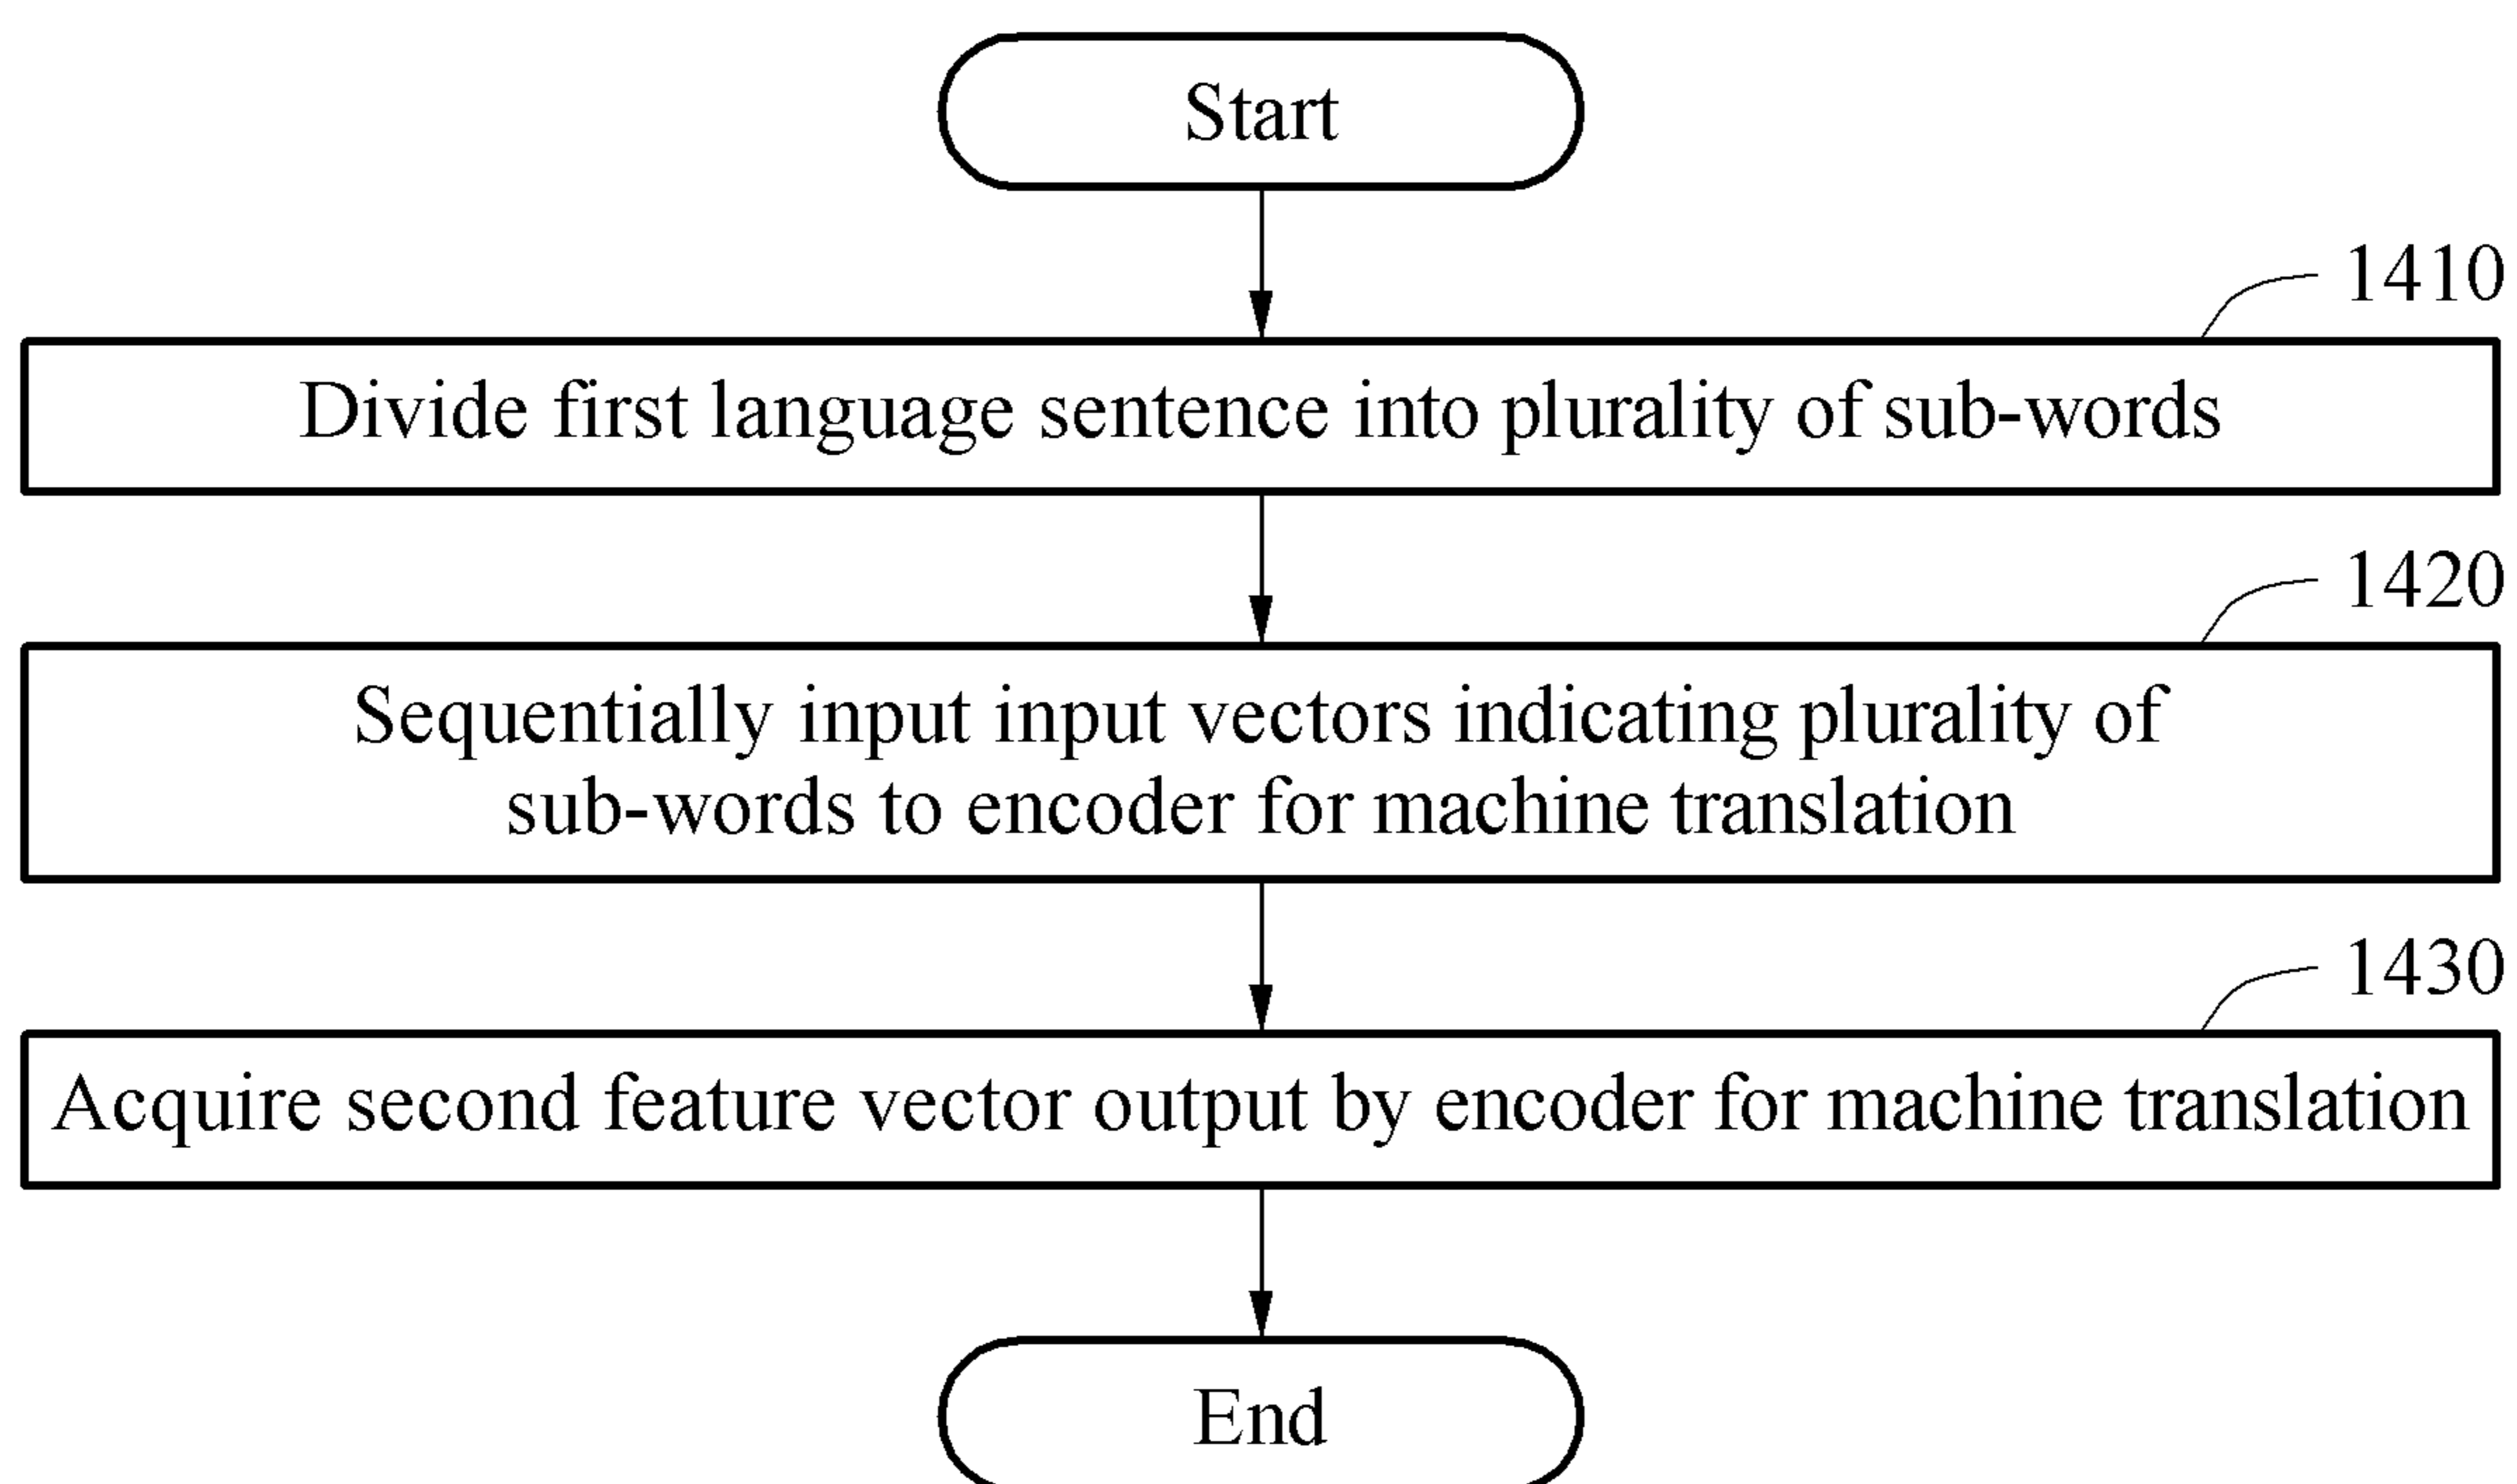 Start
1410
Divide first language sentence into plurality of sub-words
1420
Sequentially input input vectors indicating plurality of
sub-words to encoder for machine translation
1430
Acquire second feature vector output by encoder for machine translation
End